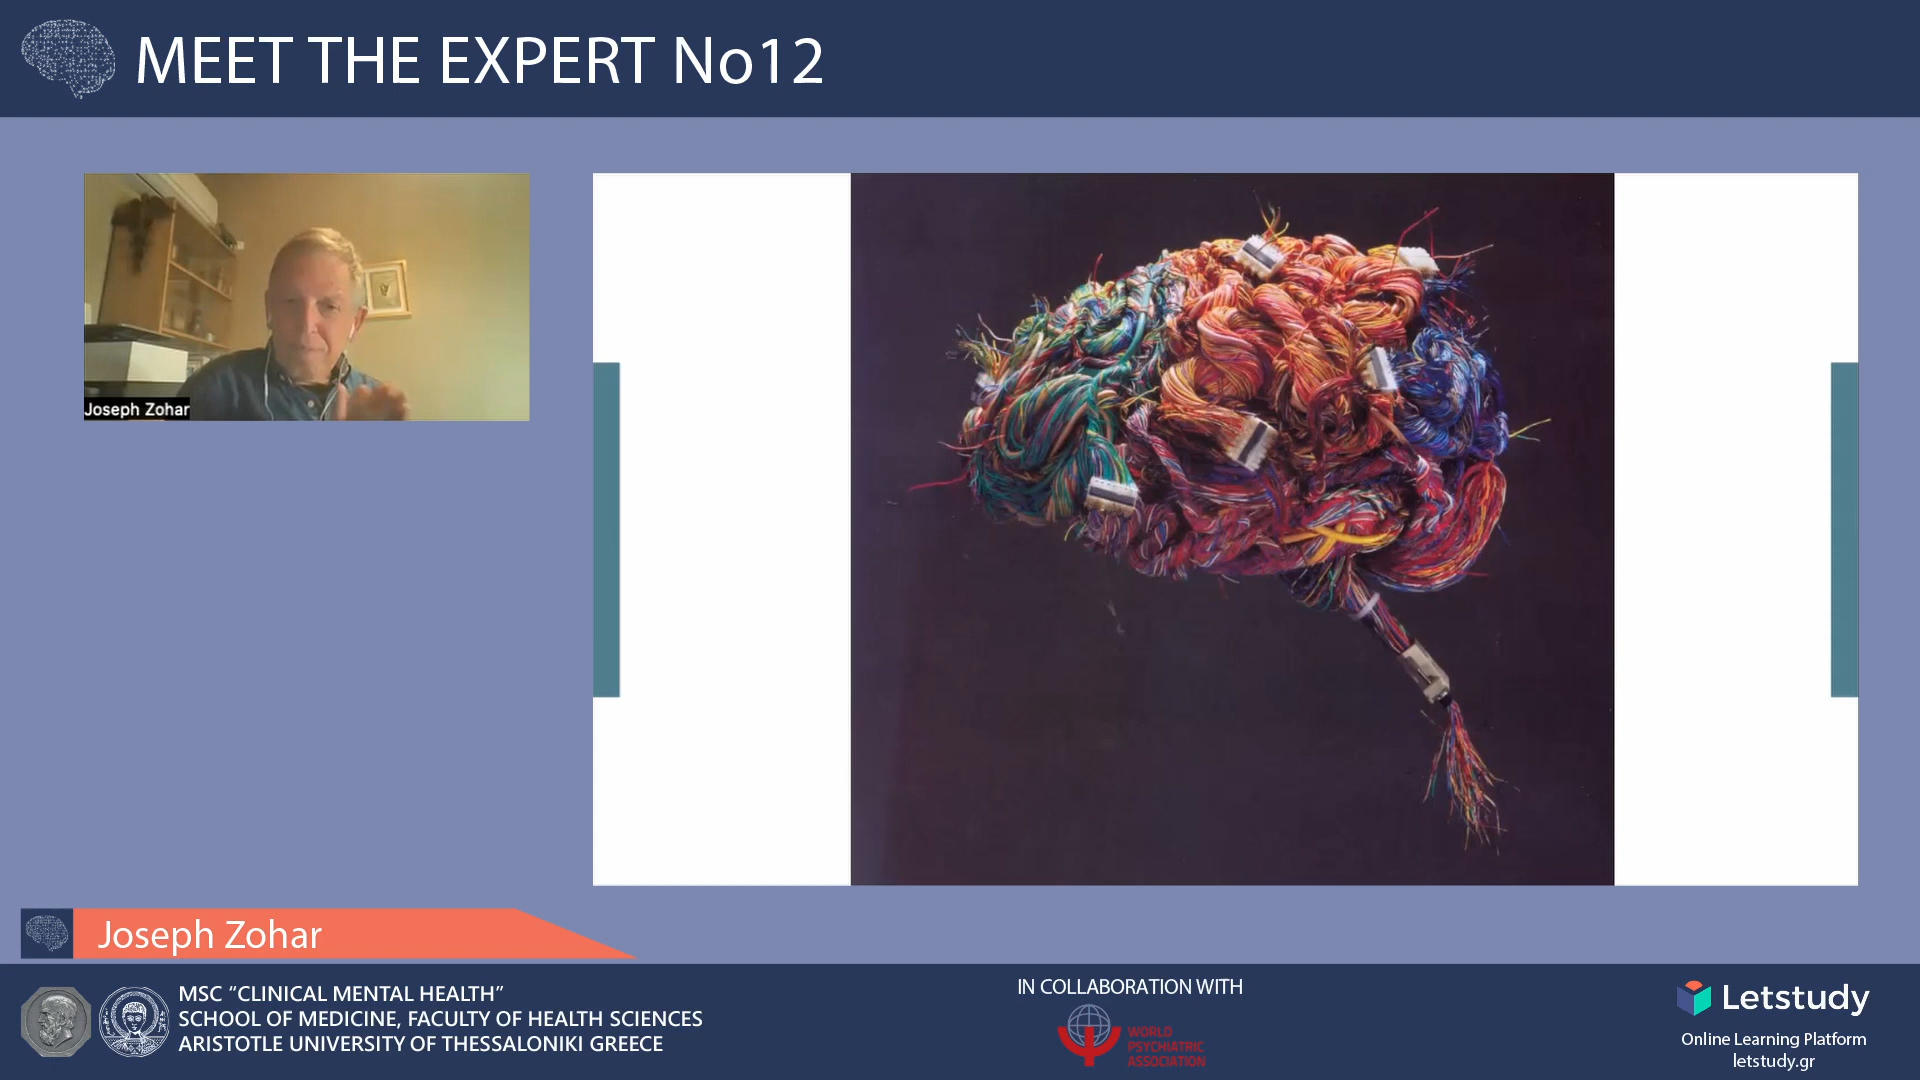 MEET THE EXPERT No12
Joseph Zohar
Joseph Zohar
MSC “CLINICAL MENTAL HEALTH”
SCHOOL OF MEDICINE, FACULTY OF HEALTH SCIENCES
ARISTOTLE UNIVERSITY OF THESSALONIKI GREECE
IN COLLABORATION WITH
WORLD
PSYCHIATRIC
ASSOCIATION
Letstudy
Online Learning Platform
letstudy.gr